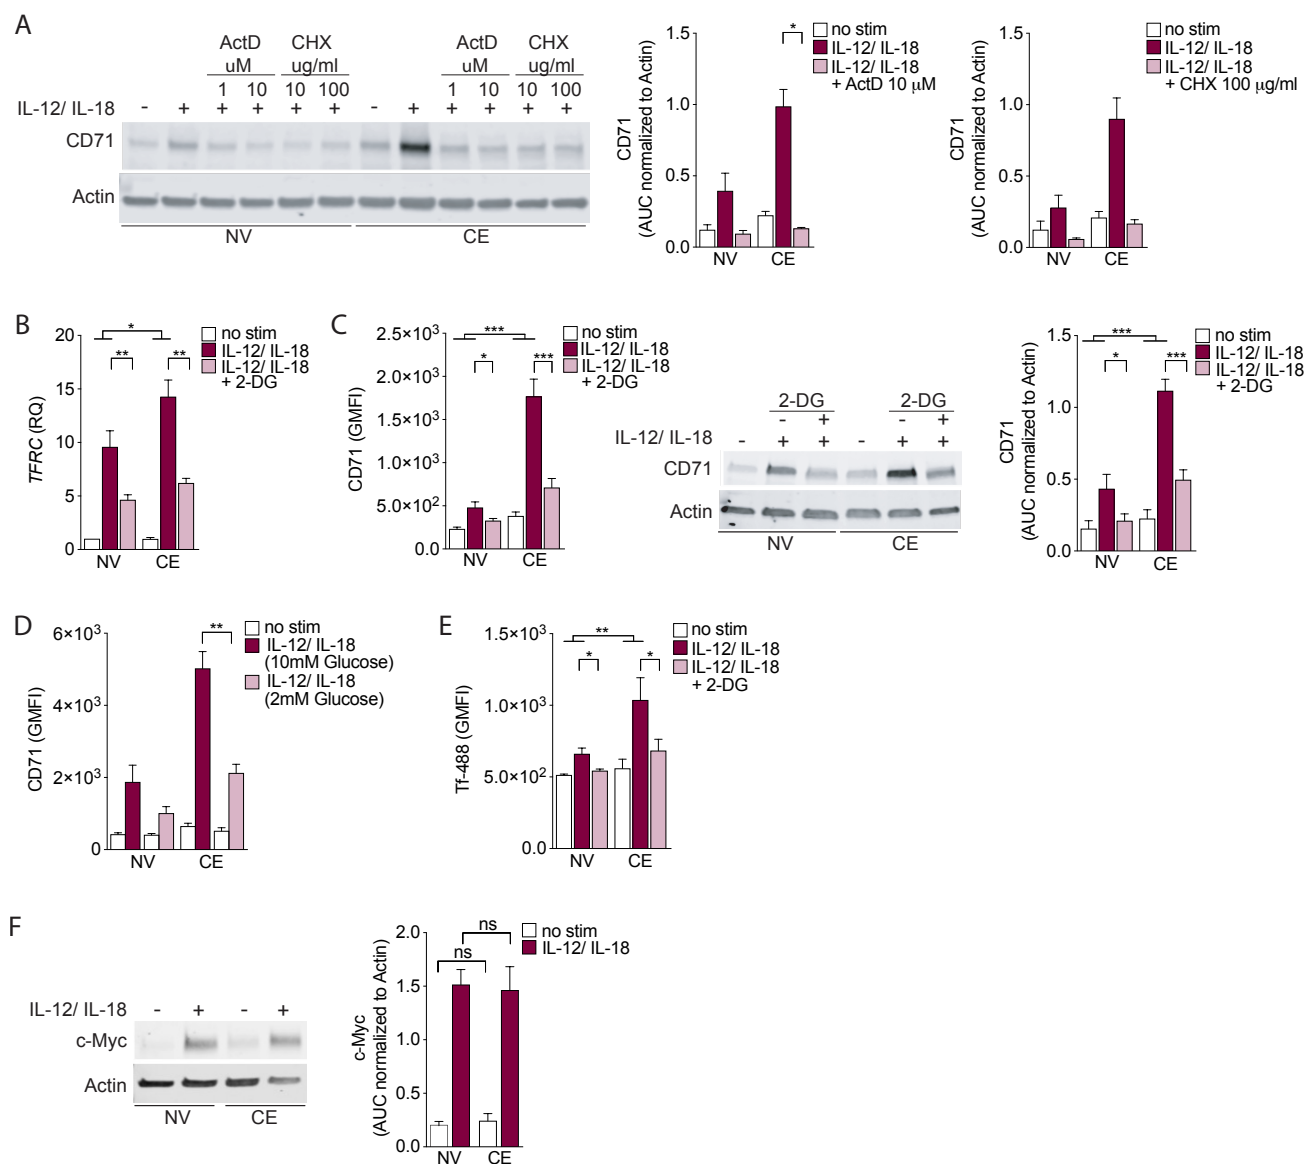 A
ActD
uM
CHX
ug/ml
ActD
uM
CHX
ug/ml
1 10 10 100 1 10 10 100
IL-12/ IL-18 - + + + + + - + + + + +
CD71
Actin
NV CE
CD71
(AUC normalized to Actin)
1.5
1.0
0.5
0.0
NV CE
*
no stim
IL-12/ IL-18
IL-12/ IL-18
+ ActD 10 μM
CD71
(AUC normalized to Actin)
1.5
1.0
0.5
0.0
NV CE
no stim
IL-12/ IL-18
IL-12/ IL-18
+ CHX 100 μg/ml
B
TFRC (RQ)
20
15
10
5
0
NV CE
*
** **
no stim
IL-12/ IL-18
IL-12/ IL-18
+ 2-DG
C
CD71 (GMFI)
2.5×10³
2.0×10³
1.5×10³
1.0×10³
5.0×10²
0.0
NV CE
***
* ***
no stim
IL-12/ IL-18
IL-12/ IL-18
+ 2-DG
2-DG 2-DG
- + - +
IL-12/ IL-18 - + + - + +
CD71
Actin
NV CE
CD71
(AUC normalized to Actin)
1.5
1.0
0.5
0.0
NV CE
***
* ***
no stim
IL-12/ IL-18
IL-12/ IL-18
+ 2-DG
D
CD71 (GMFI)
6×10³
4×10³
2×10³
0
NV CE
**
no stim
IL-12/ IL-18
(10mM Glucose)
IL-12/ IL-18
(2mM Glucose)
E
Tf-488 (GMFI)
1.5×10³
1.0×10³
5.0×10²
0.0
NV CE
**
* *
no stim
IL-12/ IL-18
IL-12/ IL-18
+ 2-DG
F
IL-12/ IL-18 - + - +
c-Myc
Actin
NV CE
c-Myc
(AUC normalized to Actin)
2.0
1.5
1.0
0.5
0.0
NV CE
ns
ns
no stim
IL-12/ IL-18